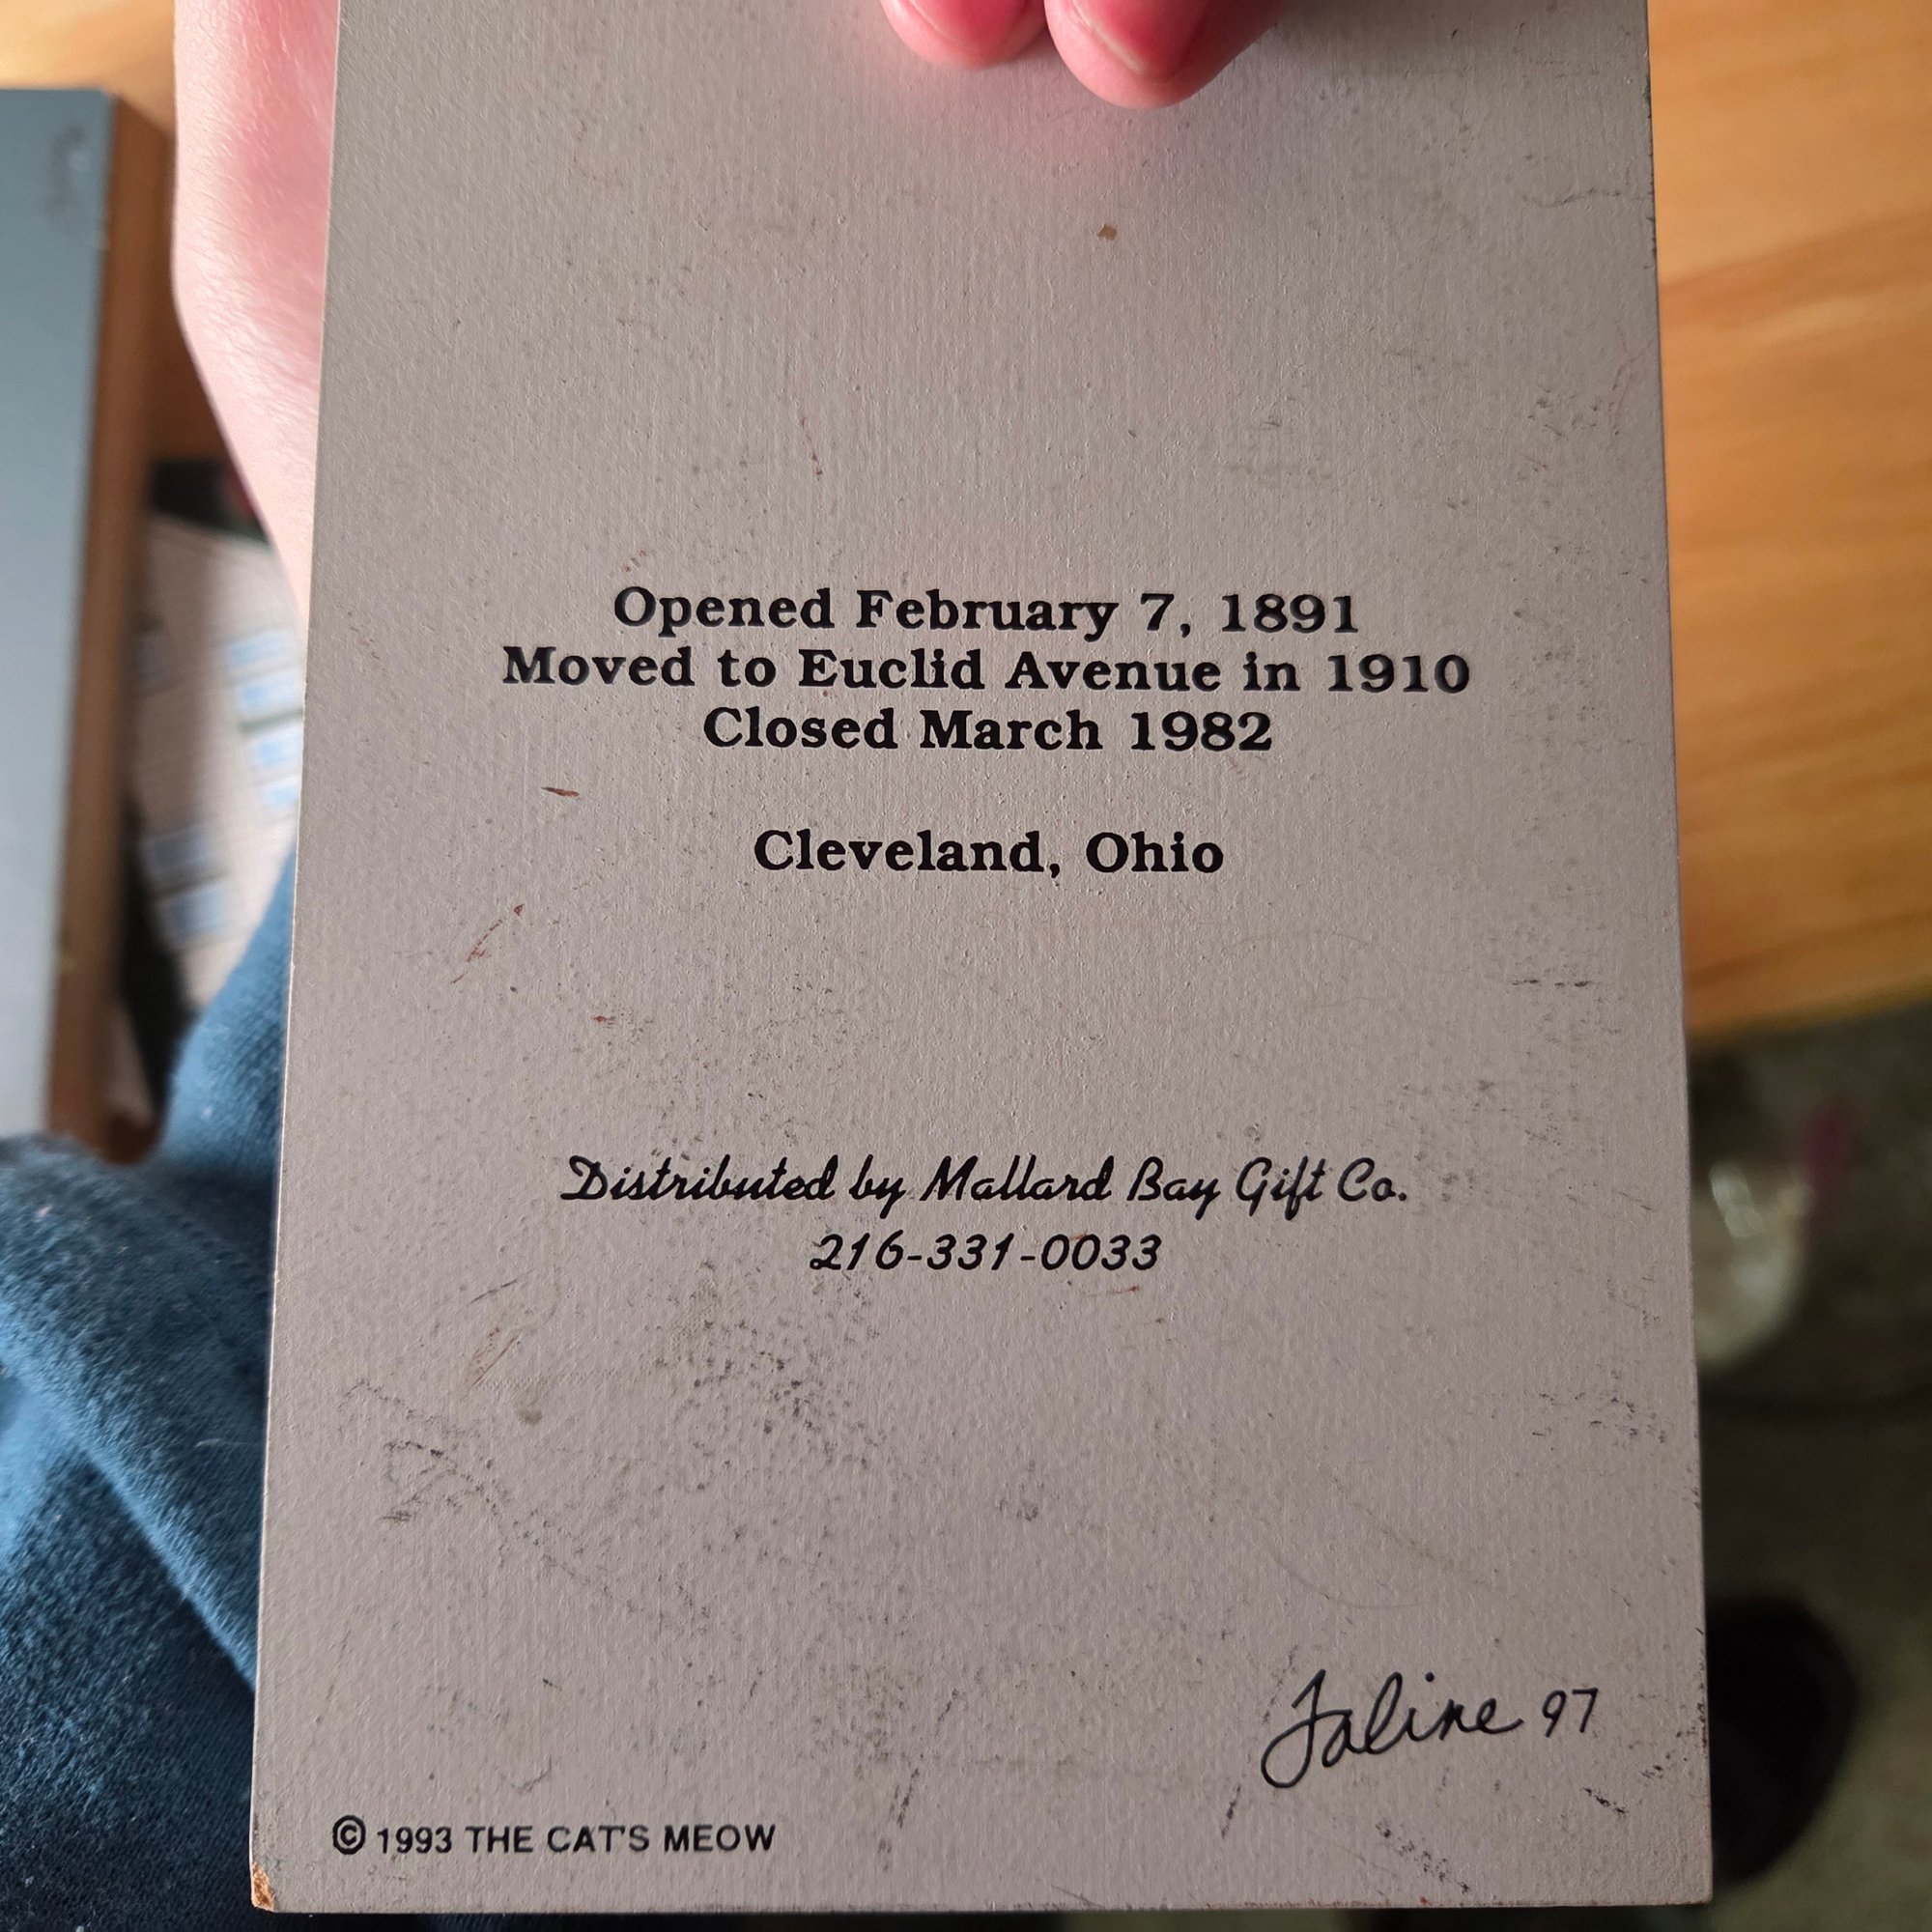 Opened February 7, 1891
Moved to Euclid Avenue in 1910
Closed March 1982
Cleveland, Ohio
Distributed by Mallard Bay Gift Co.
216-331-0033
Faline 97
© 1993 THE CAT'S MEOW